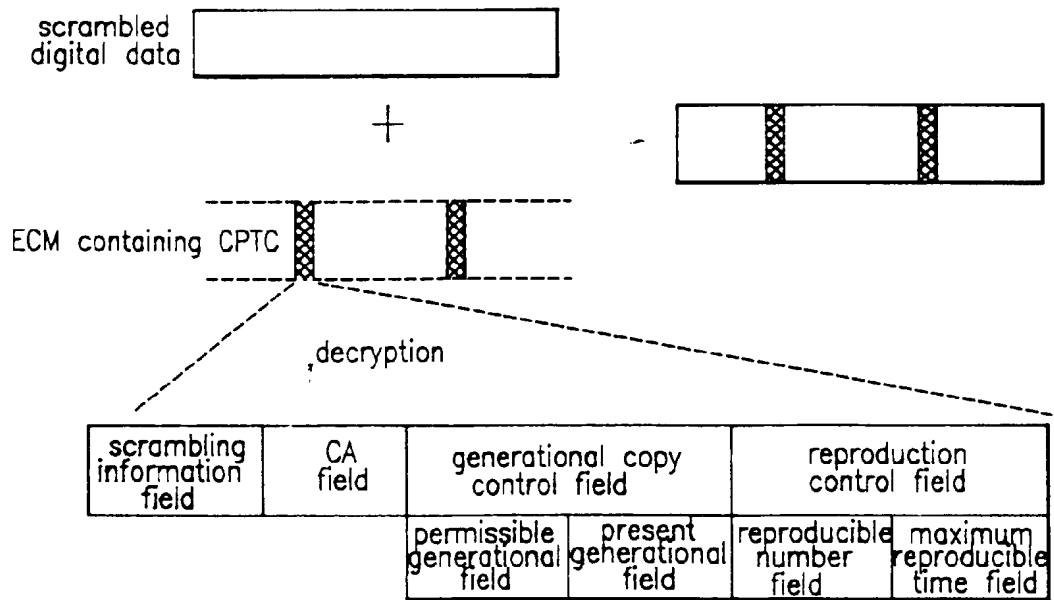 scrambled
digital data
+
ECM containing CPTC
decryption
scrambling
information
field
CA
field
generational copy
control field
reproduction
control field
permissible
generational
field
present
generational
field
reproducible
number
field
maximum
reproducible
time field